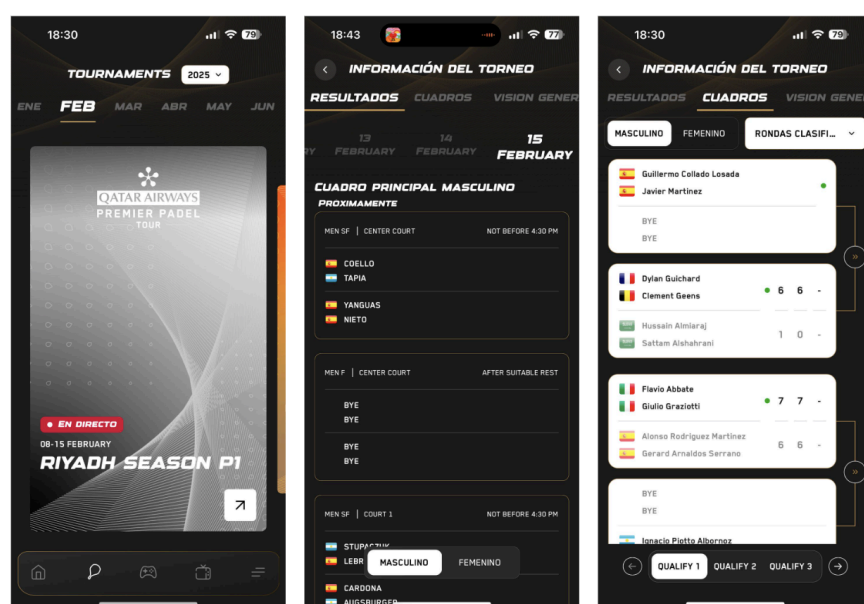 18:30
79
TOURNAMENTS
2025
ENE FEB MAR ABR MAY JUN
QATAR AIRWAYS
PREMIER PADEL
TOUR
EN DIRECTO
08-15 FEBRUARY
RIYADH SEASON P1
18:43
77
INFORMACIÓN DEL TORNEO
RESULTADOS CUADROS VISION GENER
13 14 15
RY FEBRUARY FEBRUARY FEBRUARY
CUADRO PRINCIPAL MASCULINO
PROXIMAMENTE
MEN SF | CENTER COURT NOT BEFORE 4:30 PM
COELLO
TAPIA
YANGUAS
NIETO
MEN F | CENTER COURT AFTER SUITABLE REST
BYE
BYE
BYE
BYE
MEN SF | COURT 1 NOT BEFORE 4:30 PM
STUPACZUK
LEBR
MASCULINO FEMENINO
CARDONA
AUGSBURGER
18:30
79
INFORMACIÓN DEL TORNEO
RESULTADOS CUADROS VISION GENE
MASCULINO FEMENINO RONDAS CLASIFI...
Guillermo Collado Losada
Javier Martinez
BYE
BYE
Dylan Guichard
Clement Geens
6 6 -
Hussain Almiaraj
Sattam Alshahrani
1 0 -
Flavio Abbate
Giulio Graziotti
7 7 -
Alonso Rodriguez Martinez
Gerard Arnaldos Serrano
6 6 -
BYE
BYE
Ignacio Piotto Albornoz
QUALIFY 1 QUALIFY 2 QUALIFY 3